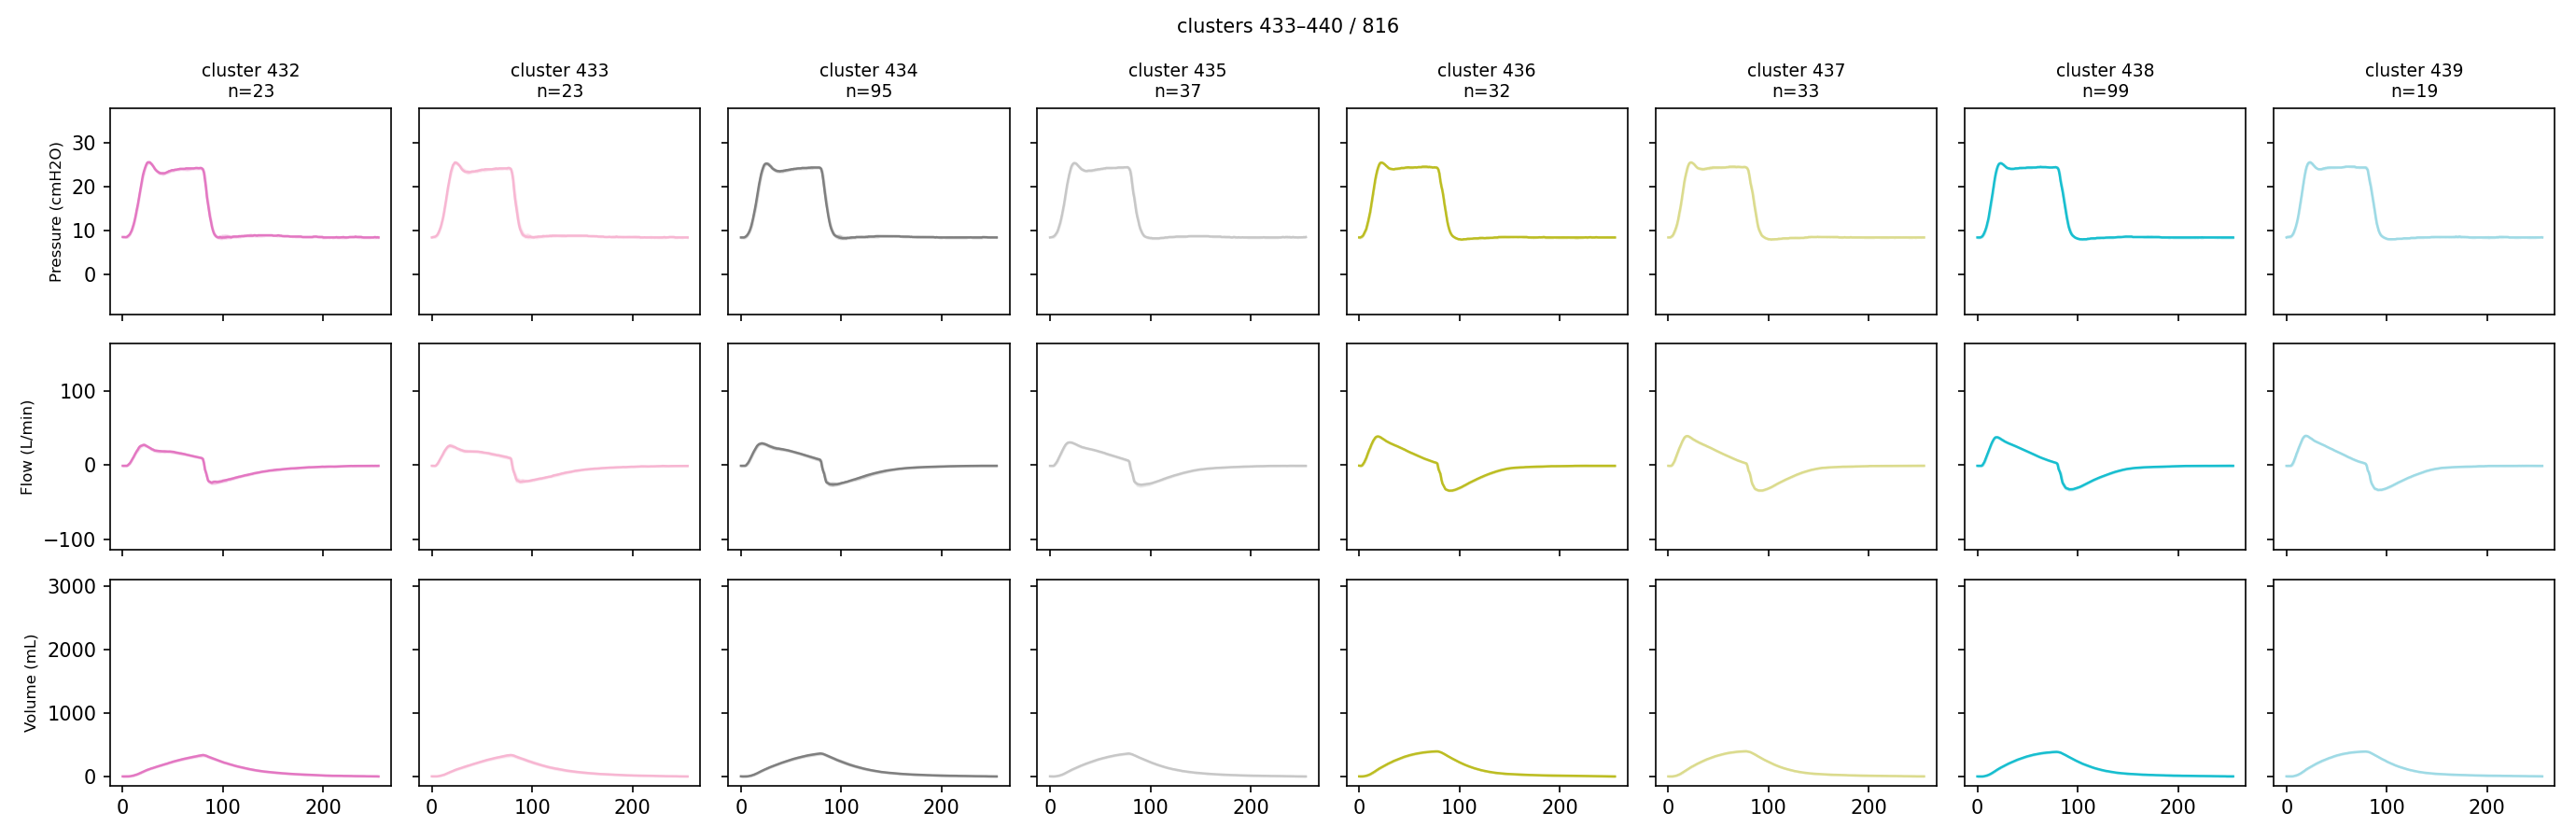 clusters 433–440 / 816
cluster 432
n=23
cluster 433
n=23
cluster 434
n=95
cluster 435
n=37
cluster 436
n=32
cluster 437
n=33
cluster 438
n=99
cluster 439
n=19
Pressure (cmH2O)
30
20
10
0
Flow (L/min)
100
0
−100
Volume (mL)
3000
2000
1000
0
0 100 200
0 100 200
0 100 200
0 100 200
0 100 200
0 100 200
0 100 200
0 100 200